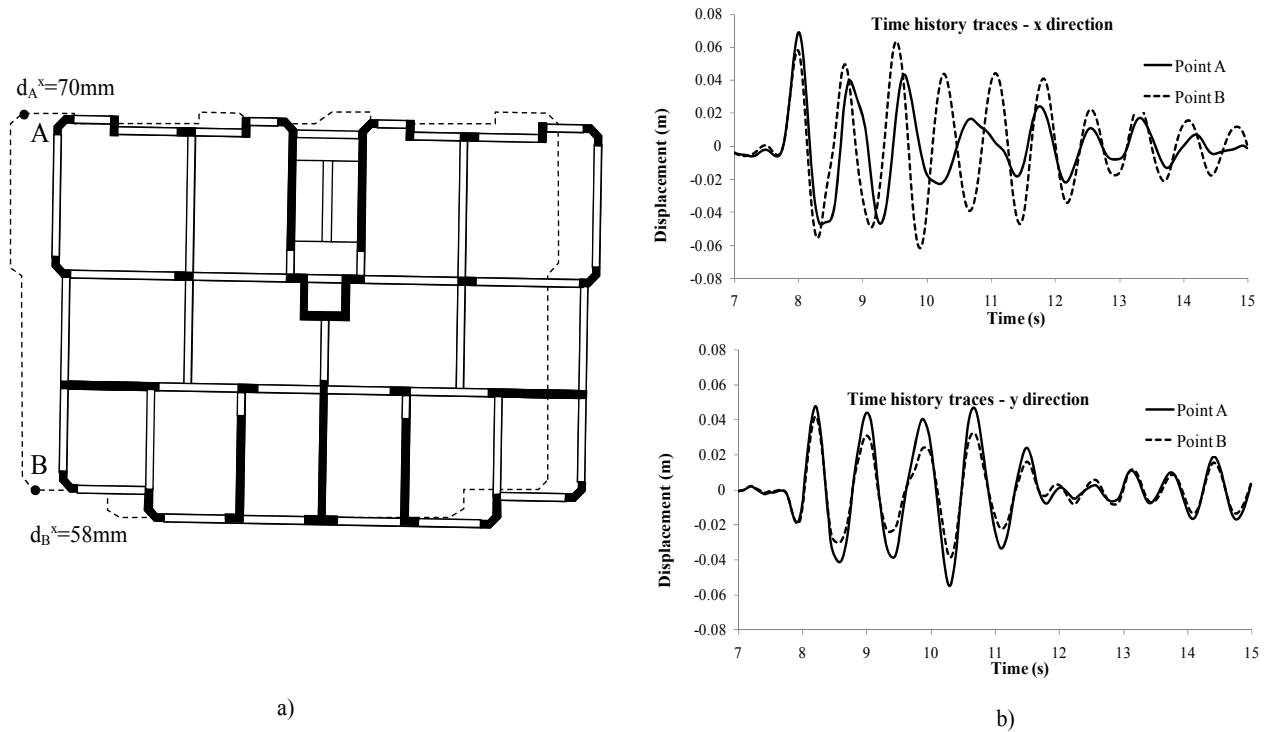 d_A^x=70mm
A
B
d_B^x=58mm
a)
Time history traces - x direction
Point A
Point B
Displacement (m)
0.08
0.06
0.04
0.02
0
-0.02
-0.04
-0.06
-0.08
7 8 9 10 11 12 13 14 15
Time (s)
Time history traces - y direction
Point A
Point B
Displacement (m)
0.08
0.06
0.04
0.02
0
-0.02
-0.04
-0.06
-0.08
7 8 9 10 11 12 13 14 15
Time (s)
b)